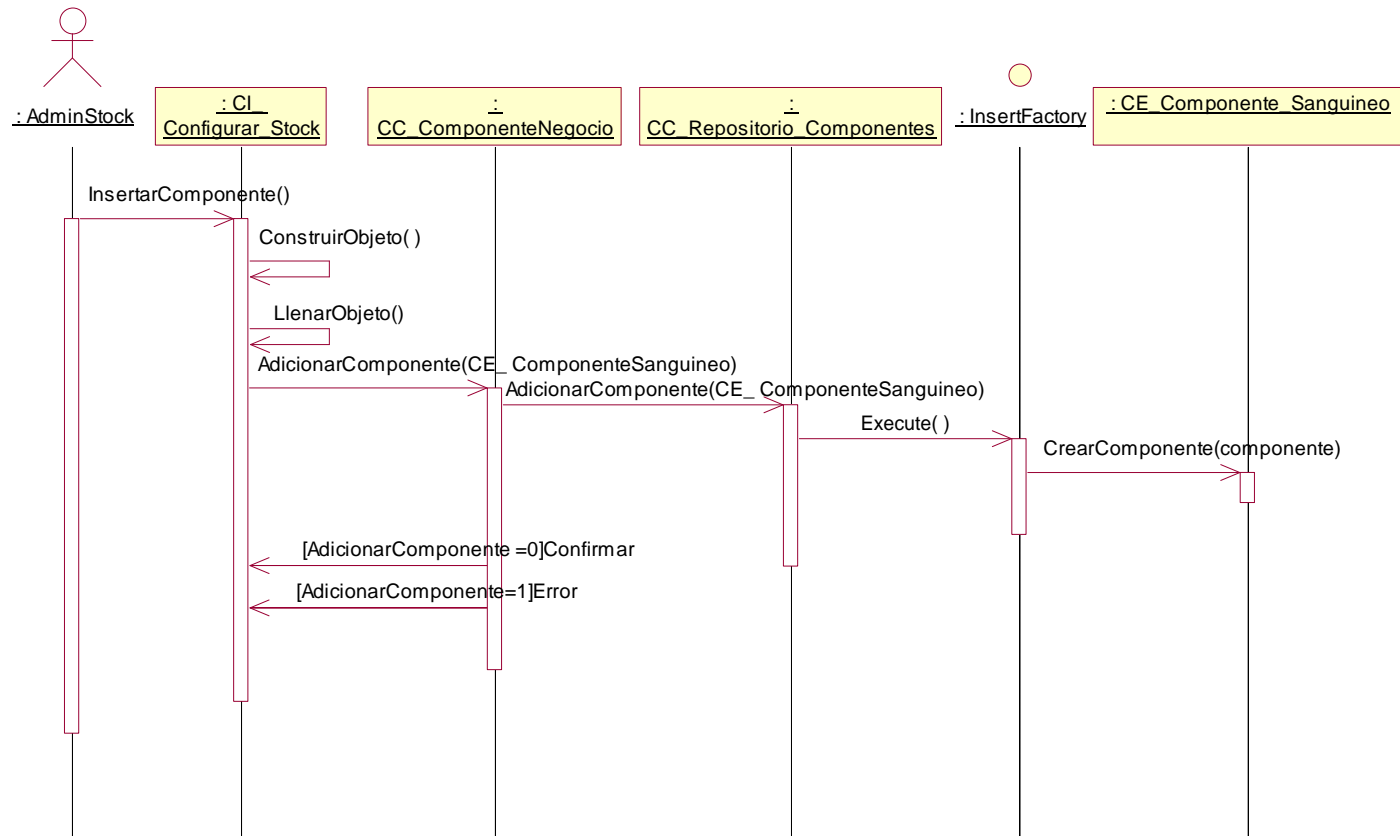 : AdminStock
: CI_
Configurar_Stock
:
CC_ComponenteNegocio
:
CC_Repositorio_Componentes
: InsertFactory
: CE_Componente_Sanguineo
InsertarComponente()
ConstruirObjeto( )
LlenarObjeto()
AdicionarComponente(CE_ ComponenteSanguineo)
AdicionarComponente(CE_ ComponenteSanguineo)
Execute( )
CrearComponente(componente)
[AdicionarComponente =0]Confirmar
[AdicionarComponente=1]Error